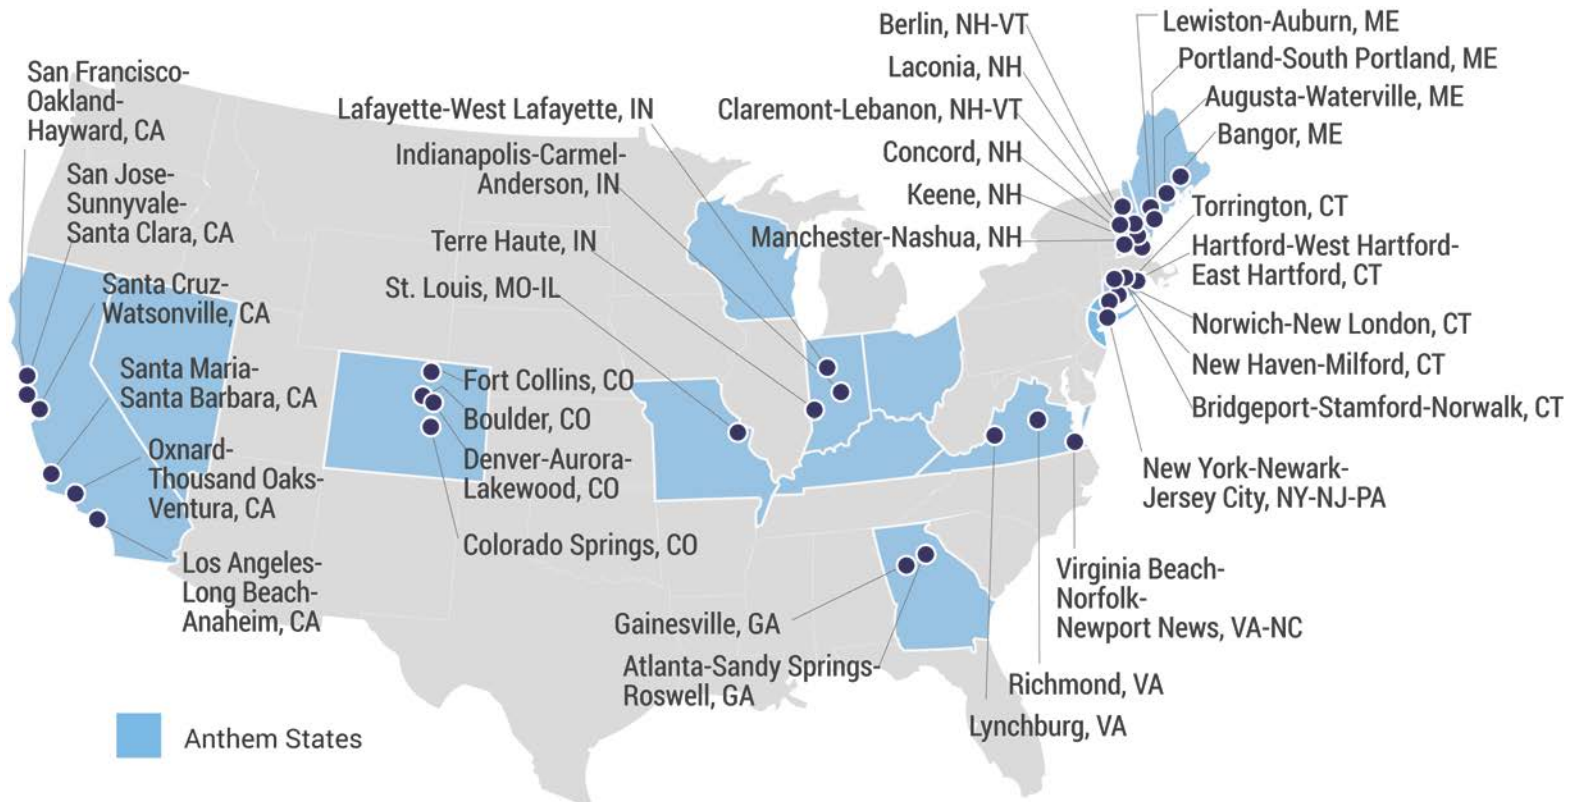 San Francisco-
Oakland-
Hayward, CA
San Jose-
Sunnyvale-
Santa Clara, CA
Santa Cruz-
Watsonville, CA
Santa Maria-
Santa Barbara, CA
Oxnard-
Thousand Oaks-
Ventura, CA
Los Angeles-
Long Beach-
Anaheim, CA
Lafayette-West Lafayette, IN
Indianapolis-Carmel-
Anderson, IN
Terre Haute, IN
St. Louis, MO-IL
Fort Collins, CO
Boulder, CO
Denver-Aurora-
Lakewood, CO
Colorado Springs, CO
Gainesville, GA
Atlanta-Sandy Springs-
Roswell, GA
Berlin, NH-VT
Laconia, NH
Claremont-Lebanon, NH-VT
Concord, NH
Keene, NH
Manchester-Nashua, NH
Lewiston-Auburn, ME
Portland-South Portland, ME
Augusta-Waterville, ME
Bangor, ME
Torrington, CT
Hartford-West Hartford-
East Hartford, CT
Norwich-New London, CT
New Haven-Milford, CT
Bridgeport-Stamford-Norwalk, CT
New York-Newark-
Jersey City, NY-NJ-PA
Virginia Beach-
Norfolk-
Newport News, VA-NC
Richmond, VA
Lynchburg, VA
Anthem States